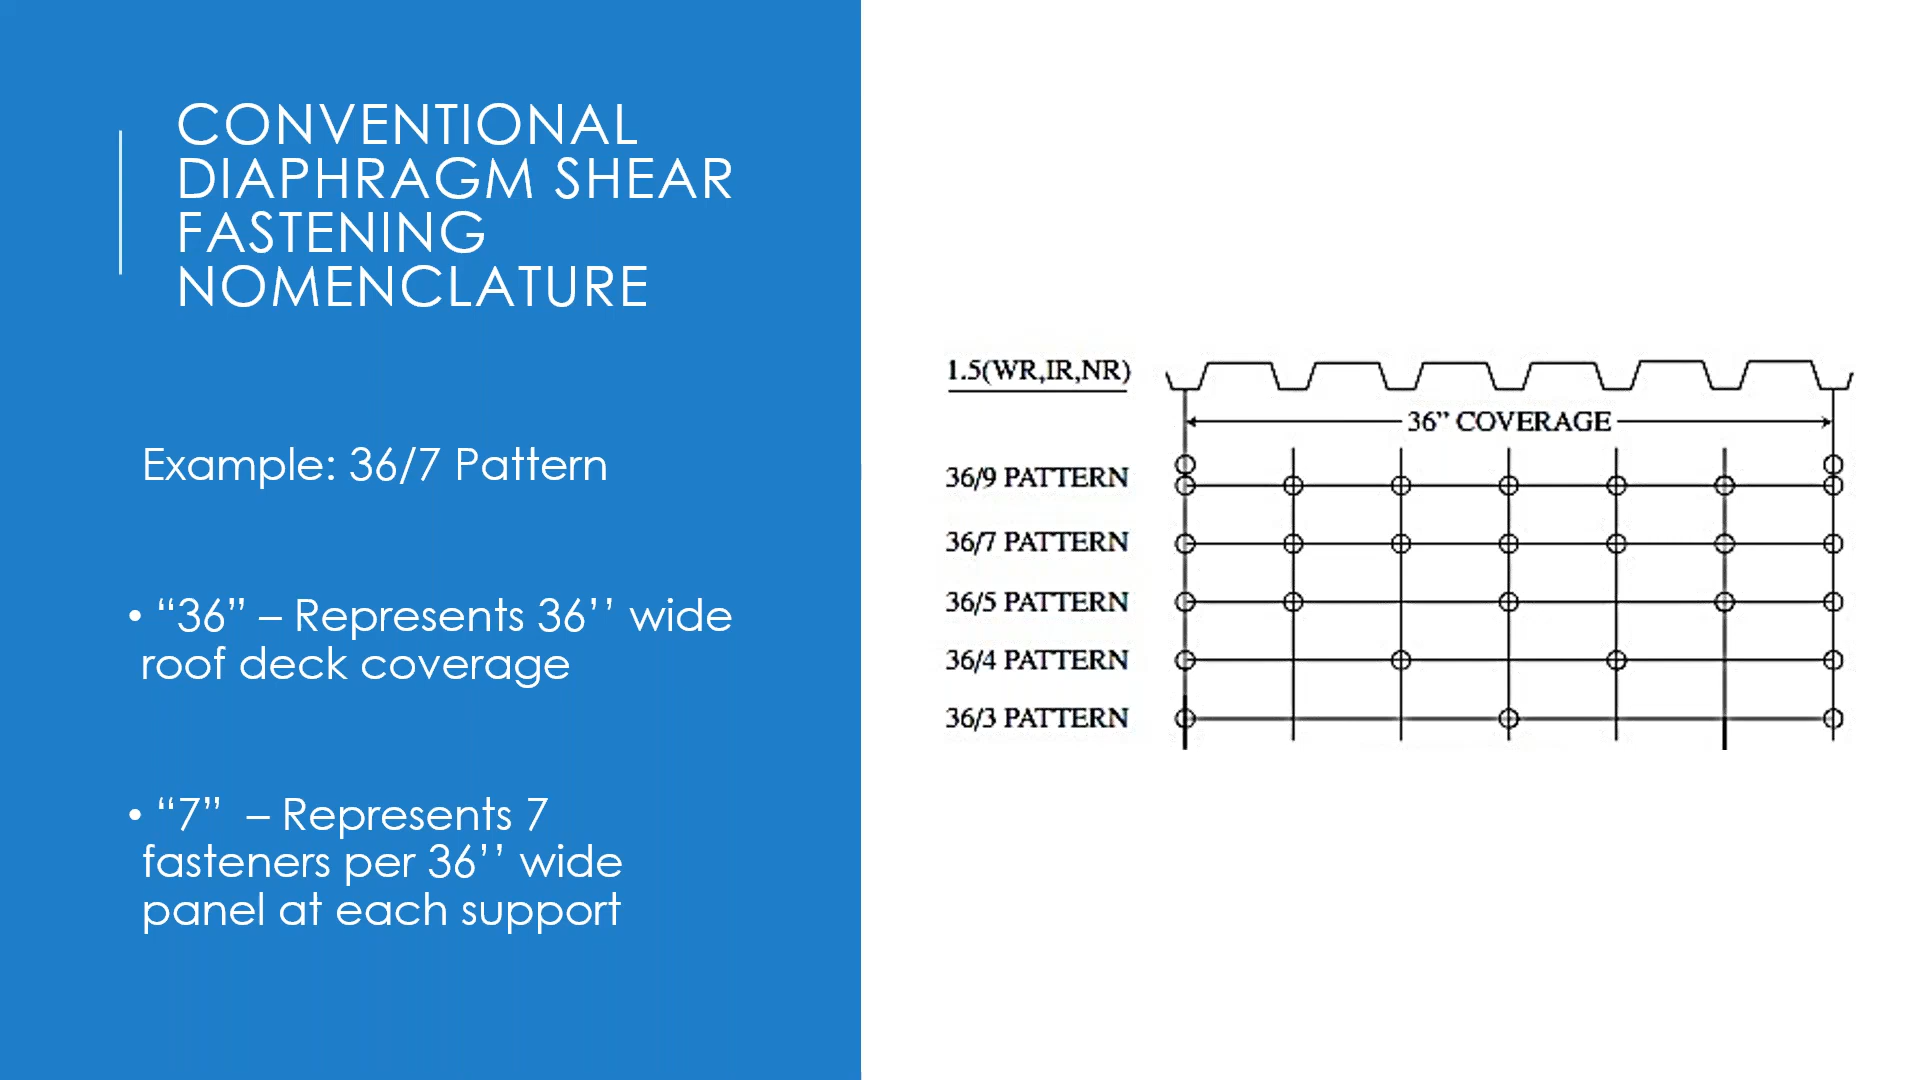 CONVENTIONAL
DIAPHRAGM SHEAR
FASTENING
NOMENCLATURE
Example: 36/7 Pattern
• “36” – Represents 36’’ wide
roof deck coverage
• “7”  – Represents 7
fasteners per 36’’ wide
panel at each support
1.5(WR,IR,NR)
36” COVERAGE
36/9 PATTERN
36/7 PATTERN
36/5 PATTERN
36/4 PATTERN
36/3 PATTERN